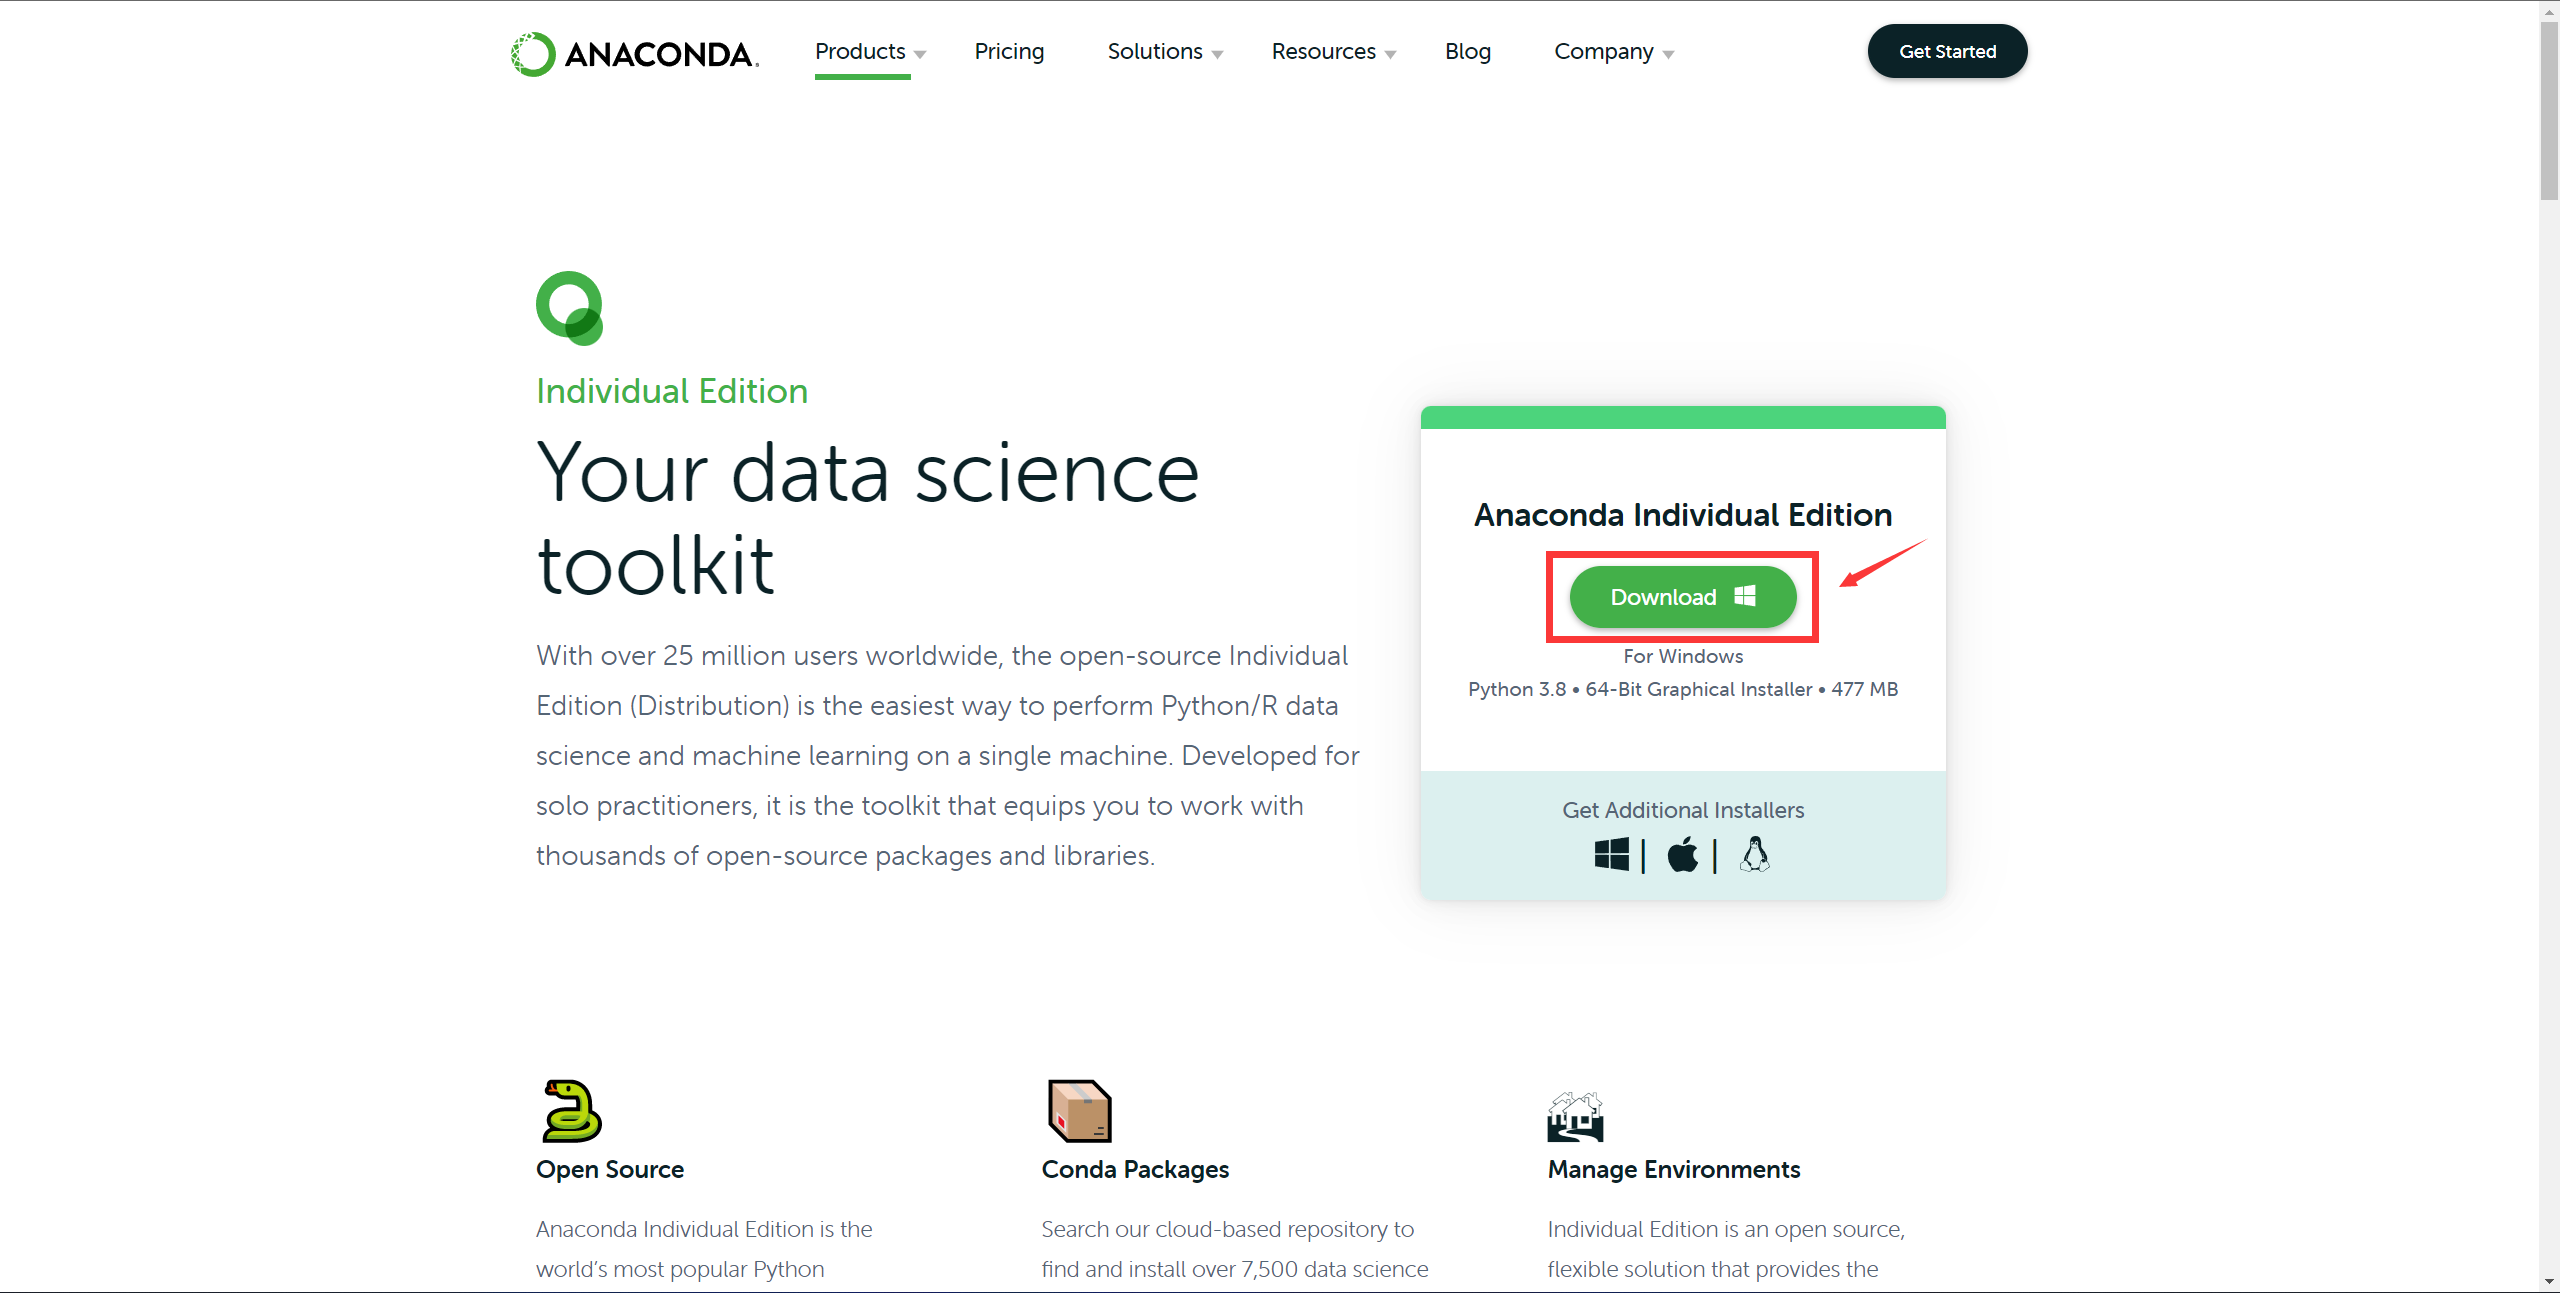 ANACONDA.
Products
Pricing
Solutions
Resources
Blog
Company
Get Started
Individual Edition
Your data science
toolkit
With over 25 million users worldwide, the open-source Individual
Edition (Distribution) is the easiest way to perform Python/R data
science and machine learning on a single machine. Developed for
solo practitioners, it is the toolkit that equips you to work with
thousands of open-source packages and libraries.
Anaconda Individual Edition
Download
For Windows
Python 3.8 • 64-Bit Graphical Installer • 477 MB
Get Additional Installers
Open Source
Anaconda Individual Edition is the
world’s most popular Python
Conda Packages
Search our cloud-based repository to
find and install over 7,500 data science
Manage Environments
Individual Edition is an open source,
flexible solution that provides the